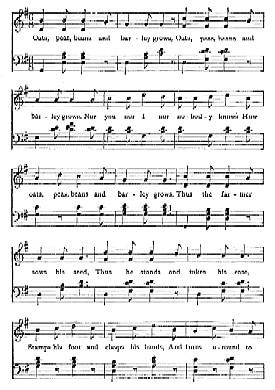 Oats, peas, beans and bar- ley grows, Oats, peas, beans and
bar- ley grows. Nor you nor I nor no-bod-y knows How
oats, peas, beans and bar- ley grows. Thus the far- mer
sows his seed, Thus he stands and takes his ease,
Stamps his foot and claps his hands, And turns a-round to